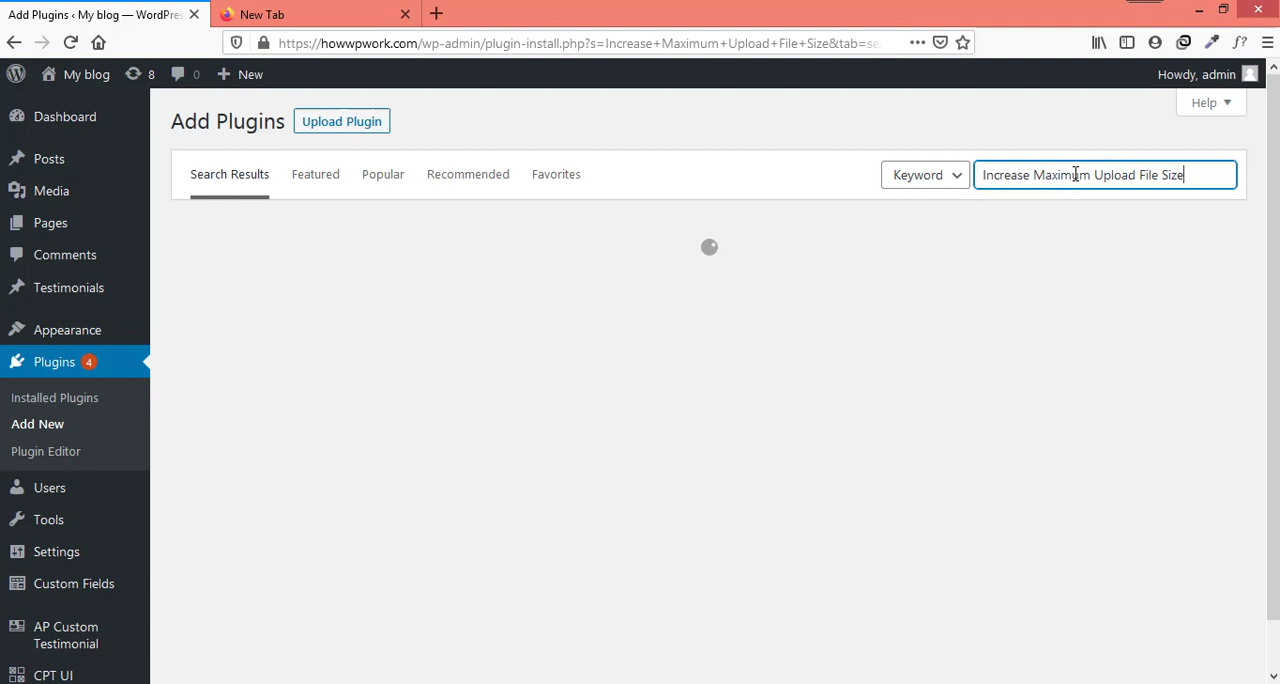 Add Plugins ‹ My blog — WordPres
New Tab
https://howwpwork.com/wp-admin/plugin-install.php?s=Increase+Maximum+Upload+File+Size&tab=se
My blog 8 0 New Howdy, admin
Help
Dashboard
Add Plugins Upload Plugin
Posts
Search Results Featured Popular Recommended Favorites Keyword Increase Maximum Upload File Size
Media
Pages
Comments
Testimonials
Appearance
Plugins 4
Installed Plugins
Add New
Plugin Editor
Users
Tools
Settings
Custom Fields
AP Custom
Testimonial
CPT UI